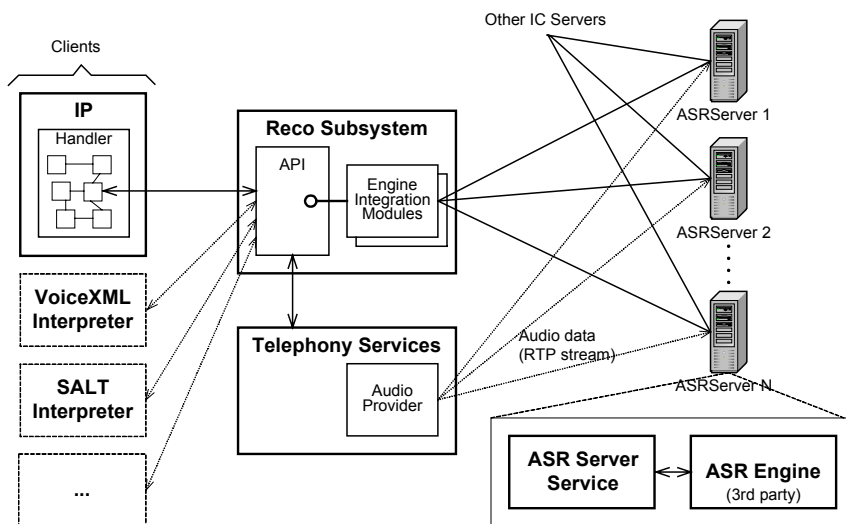 Other IC Servers
Clients
IP
Handler
Reco Subsystem
API
Engine
Integration
Modules
ASRServer 1
ASRServer 2
VoiceXML
Interpreter
Telephony Services
Audio data
(RTP stream)
Audio
Provider
ASRServer N
SALT
Interpreter
ASR Server
Service
ASR Engine
(3rd party)
...